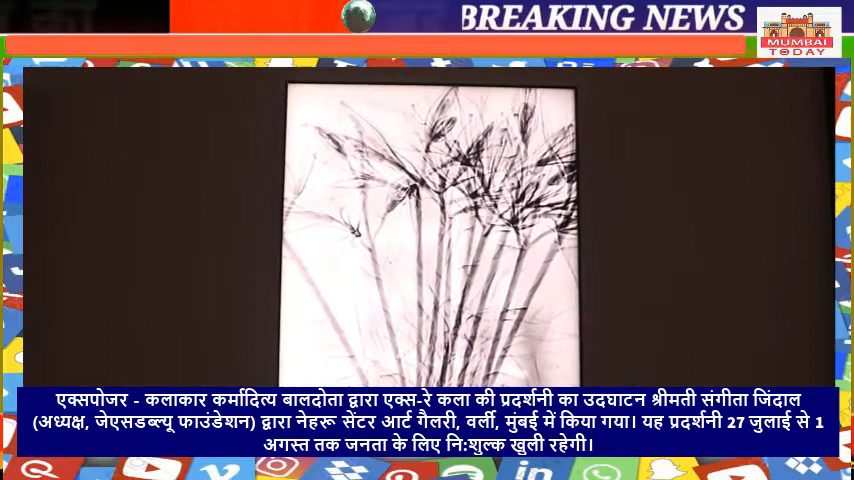 BREAKING NEWS
MUMBAI
TODAY
एक्सपोजर - कलाकार कर्मादित्य बालदोता द्वारा एक्स-रे कला की प्रदर्शनी का उदघाटन श्रीमती संगीता जिंदाल
(अध्यक्ष, जेएसडब्ल्यू फाउंडेशन) द्वारा नेहरू सेंटर आर्ट गैलरी, वर्ली, मुंबई में किया गया। यह प्रदर्शनी 27 जुलाई से 1
अगस्त तक जनता के लिए नि:शुल्क खुली रहेगी।